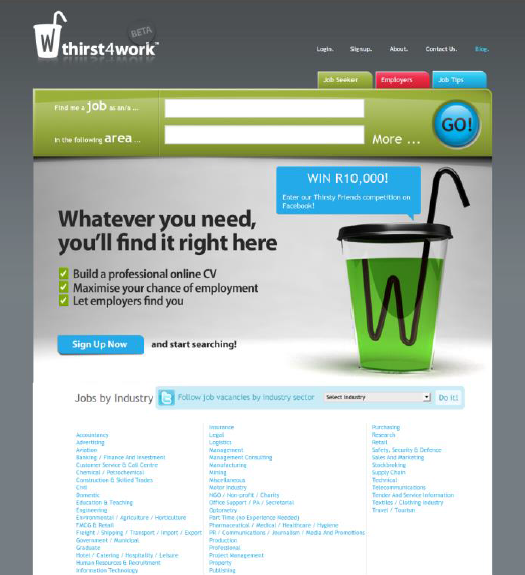 BETA
thirst4work™
Login. Signup. About. Contact Us. Blog.
Job Seeker Employers Job Tips
Find me a job as an/a ...
GO!
In the following area ...
More ...
WIN R10,000!
Enter our Thirsty Friends competition on
Facebook!
Whatever you need,
you'll find it right here
Build a professional online CV
Maximise your chance of employment
Let employers find you
Sign Up Now and start searching!
Jobs by Industry Follow job vacancies by industry sector Select Industry Do it!
Accountancy
Advertising
Aviation
Banking / Finance And Investment
Customer Service & Call Centre
Chemical / Petrochemical
Construction & Skilled Trades
Civil
Domestic
Education & Teaching
Engineering
Environmental / Agriculture / Horticulture
FMCG & Retail
Freight / Shipping / Transport / Import / Export
Government / Municipal
Graduate
Hotel / Catering / Hospitality / Leisure
Human Resources & Recruitment
Information Technology
Insurance
Legal
Logistics
Management
Management Consulting
Manufacturing
Mining
Miscellaneous
Motor Industry
NGO / Non-profit / Charity
Office Support / PA / Secretarial
Optometry
Part Time (No Experience Needed)
Pharmaceutical / Medical / Healthcare / Hygiene
PR / Communications / Journalism / Media And Promotions
Production
Professional
Project Management
Property
Publishing
Purchasing
Research
Retail
Safety, Security & Defence
Sales And Marketing
Stockbroking
Supply Chain
Technical
Telecommunications
Tender And Service Information
Textiles / Clothing Industry
Travel / Tourism